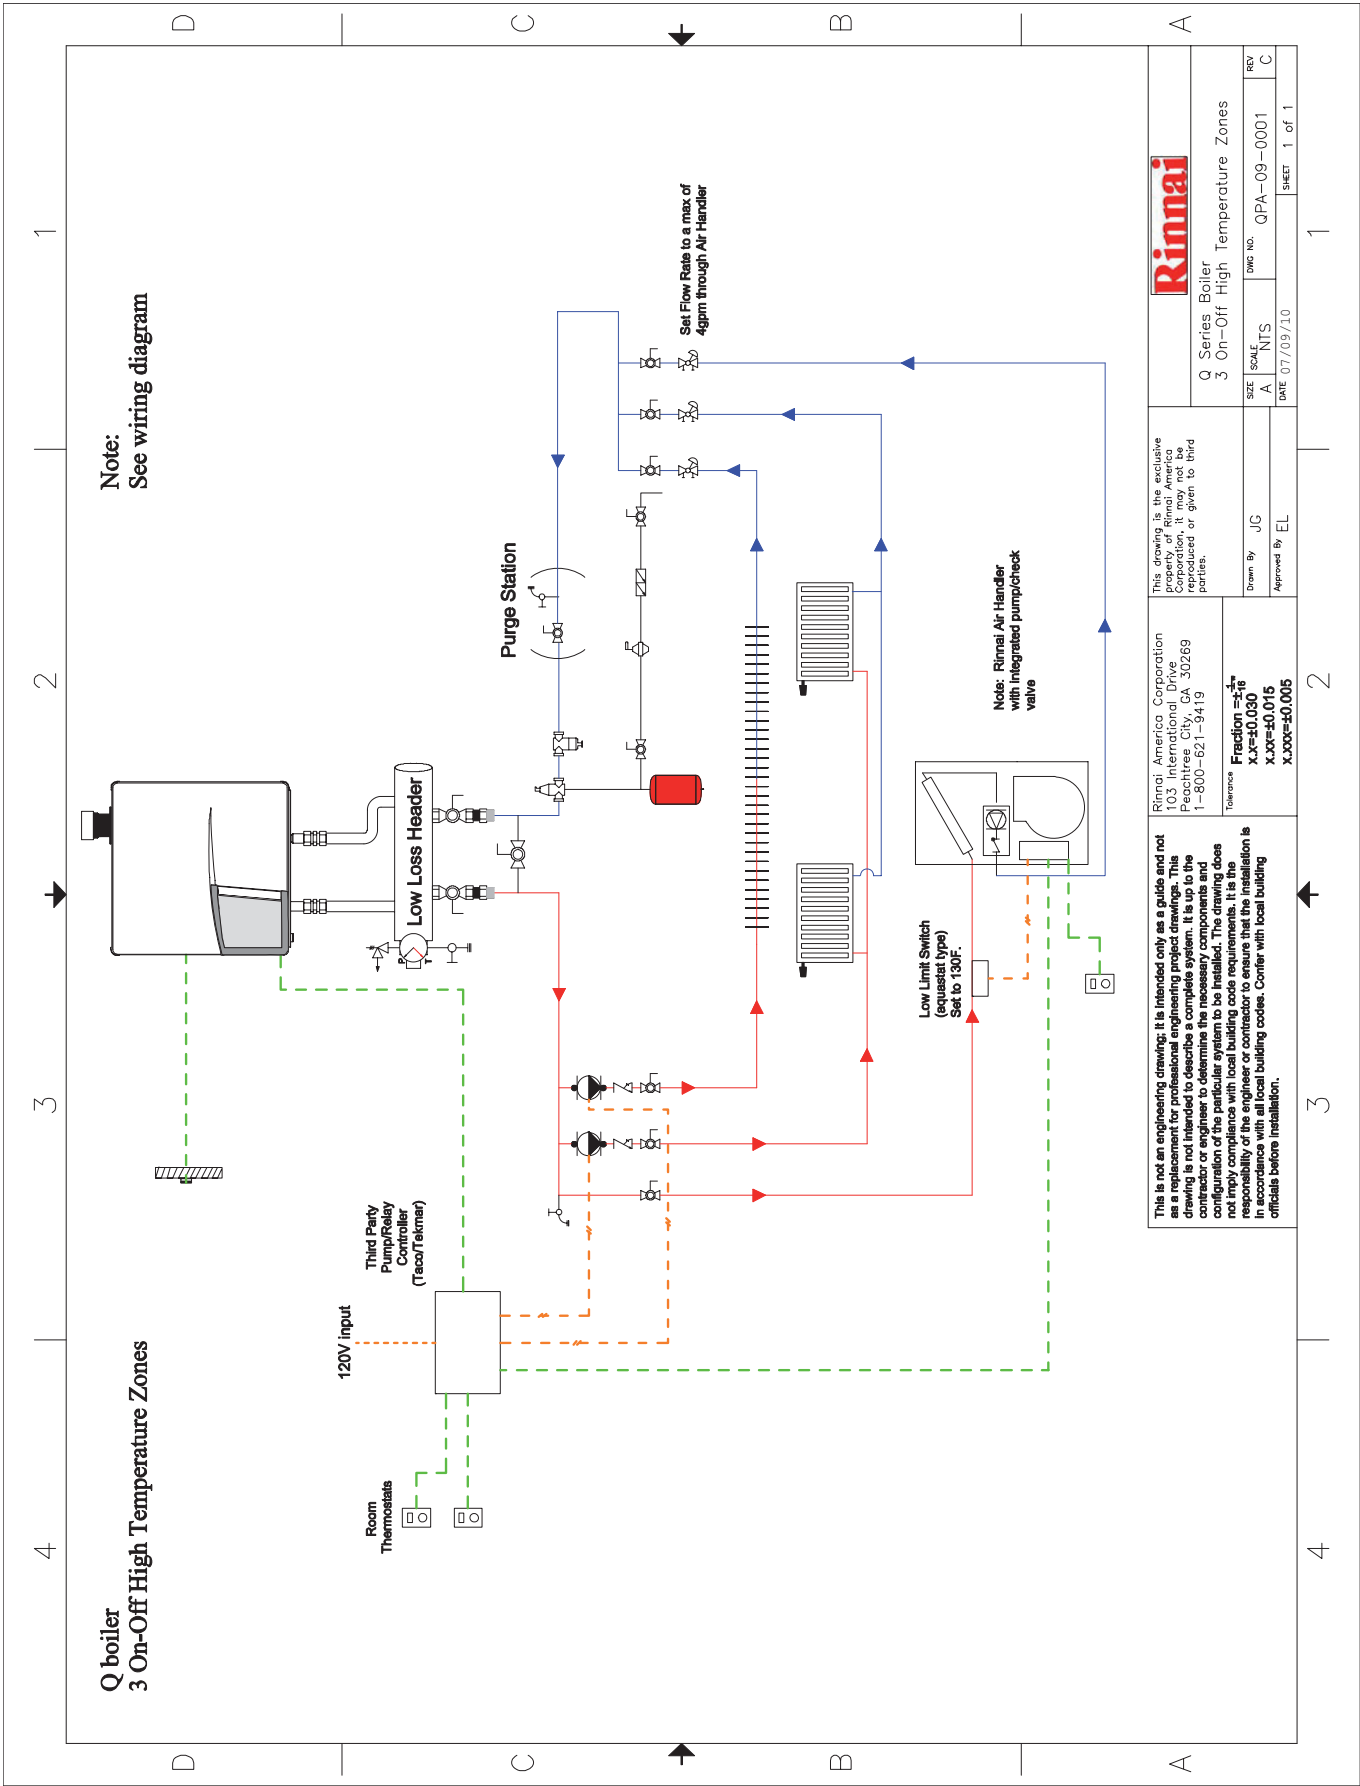 Q boiler
3 On-Off High Temperature Zones
Note:
See wiring diagram
D
C
B
A
D
C
B
A
4
3
2
1
4
3
2
1
Low Loss Header
P
T
Purge Station
120V input
Third Party
Pump/Relay
Controller
(Taco/Tekmar)
Room
Thermostats
Set Flow Rate to a max of
4gpm through Air Handler
Low Limit Switch
(aquastat type)
Set to 130F.
Note: Rinnai Air Handler
with integrated pump/check
valve
This is not an engineering drawing; it is intended only as a guide and not
as a replacement for professional engineering project drawings. This
drawing is not intended to describe a complete system. It is up to the
contractor or engineer to determine the necessary components and
configuration of the particular system to be installed. The drawing does
not imply compliance with local building code requirements. It is the
responsibility of the engineer or contractor to ensure that the installation is
in accordance with all local building codes. Confer with local building
officials before installation.
Rinnai America Corporation
103 International Drive
Peachtree City, GA 30269
1-800-621-9419
Tolerance
Fraction =±1/16"
X.X=±0.030
X.XX=±0.015
X.XXX=±0.005
This drawing is the exclusive
property of Rinnai America
Corporation, it may not be
reproduced or given to third
parties.
Drawn By JG
Approved By EL
Rinnai
Q Series Boiler
3 On-Off High Temperature Zones
SIZE A
SCALE NTS
DWG NO. QPA-09-0001
REV C
DATE 07/09/10
SHEET 1 of 1